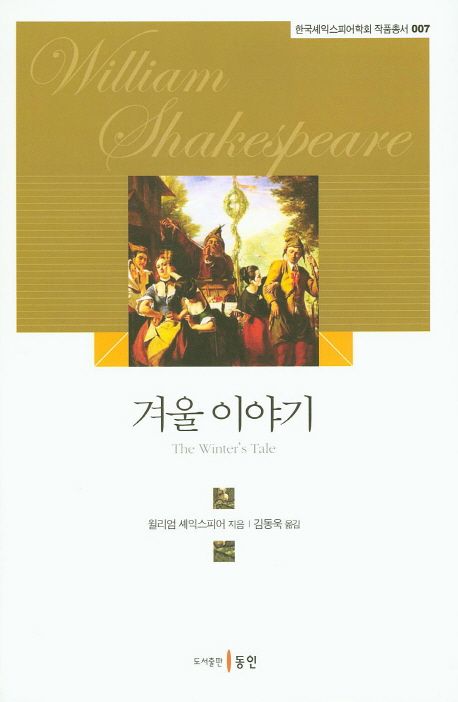 한국셰익스피어학회 작품총서 007
William
Shakespeare
겨울 이야기
The Winter's Tale
윌리엄 셰익스피어 지음 | 김동욱 옮김
도서출판 동인